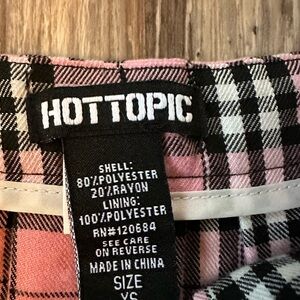 HOTTOPIC
SHELL:
80%POLYESTER
20%RAYON
LINING:
100%POLYESTER
RN#120684
SEE CARE
ON REVERSE
MADE IN CHINA
SIZE
XS